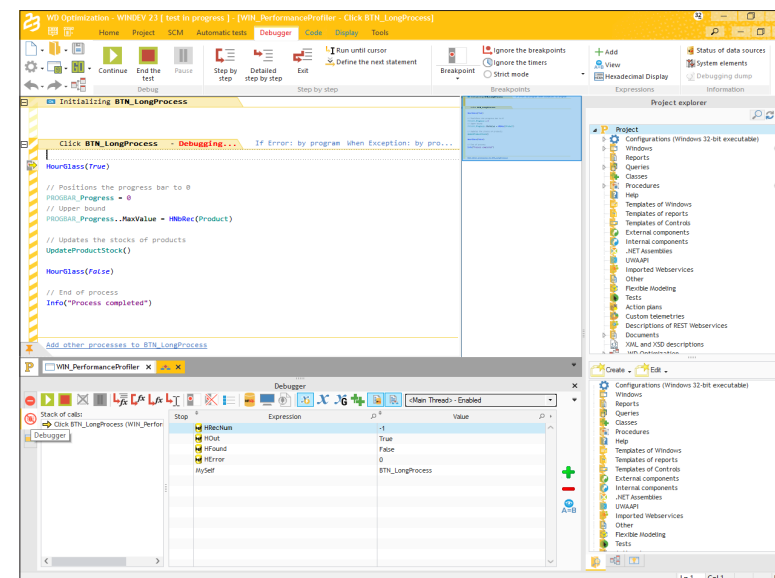 WD Optimization - WINDEV 23 [ test in progress ] - [WIN_PerformanceProfiler - Click BTN_LongProcess]
32
Home Project SCM Automatic tests Debugger Code Display Tools
Continue End the test Pause
Debug
Step by step Detailed step by step Exit
Run until cursor
Define the next statement
Step by step
Breakpoint
Ignore the breakpoints
Ignore the timers
Strict mode
Breakpoints
Add
View
Hexadecimal Display
Expressions
Status of data sources
System elements
Debugging dump
Information
Initializing BTN_LongProcess
Click BTN_LongProcess - Debugging... If Error: by program When Exception: by pro...
HourGlass(True)
// Positions the progress bar to 0
PROGBAR_Progress = 0
// Upper bound
PROGBAR_Progress..MaxValue = HNbRec(Product)
// Updates the stocks of products
UpdateProductStock()
HourGlass(False)
// End of process
Info("Process completed")
Add other processes to BTN_LongProcess
Project explorer
Project
Configurations (Windows 32-bit executable)
Windows
Reports
Queries
Classes
Procedures
Help
Templates of Windows
Templates of reports
Templates of Controls
External components
Internal components
.NET Assemblies
UWAAPI
Imported Webservices
Other
Flexible Modeling
Tests
Action plans
Custom telemetries
Descriptions of REST Webservices
Documents
XML and XSD descriptions
WD Optimization
WIN_PerformanceProfiler X X
Debugger
<Main Thread> - Enabled
Stack of calls:
Click BTN_LongProcess (WIN_Perfor
Debugger
Stop Expression Value
HRecNum -1
HOut True
HFound False
HError 0
MySelf BTN_LongProcess
A=B
Create Edit
Configurations (Windows 32-bit executable)
Windows
Reports
Queries
Classes
Procedures
Help
Templates of Windows
Templates of reports
Templates of Controls
External components
Internal components
.NET Assemblies
UWAAPI
Imported Webservices
Other
Flexible Modeling
Tests